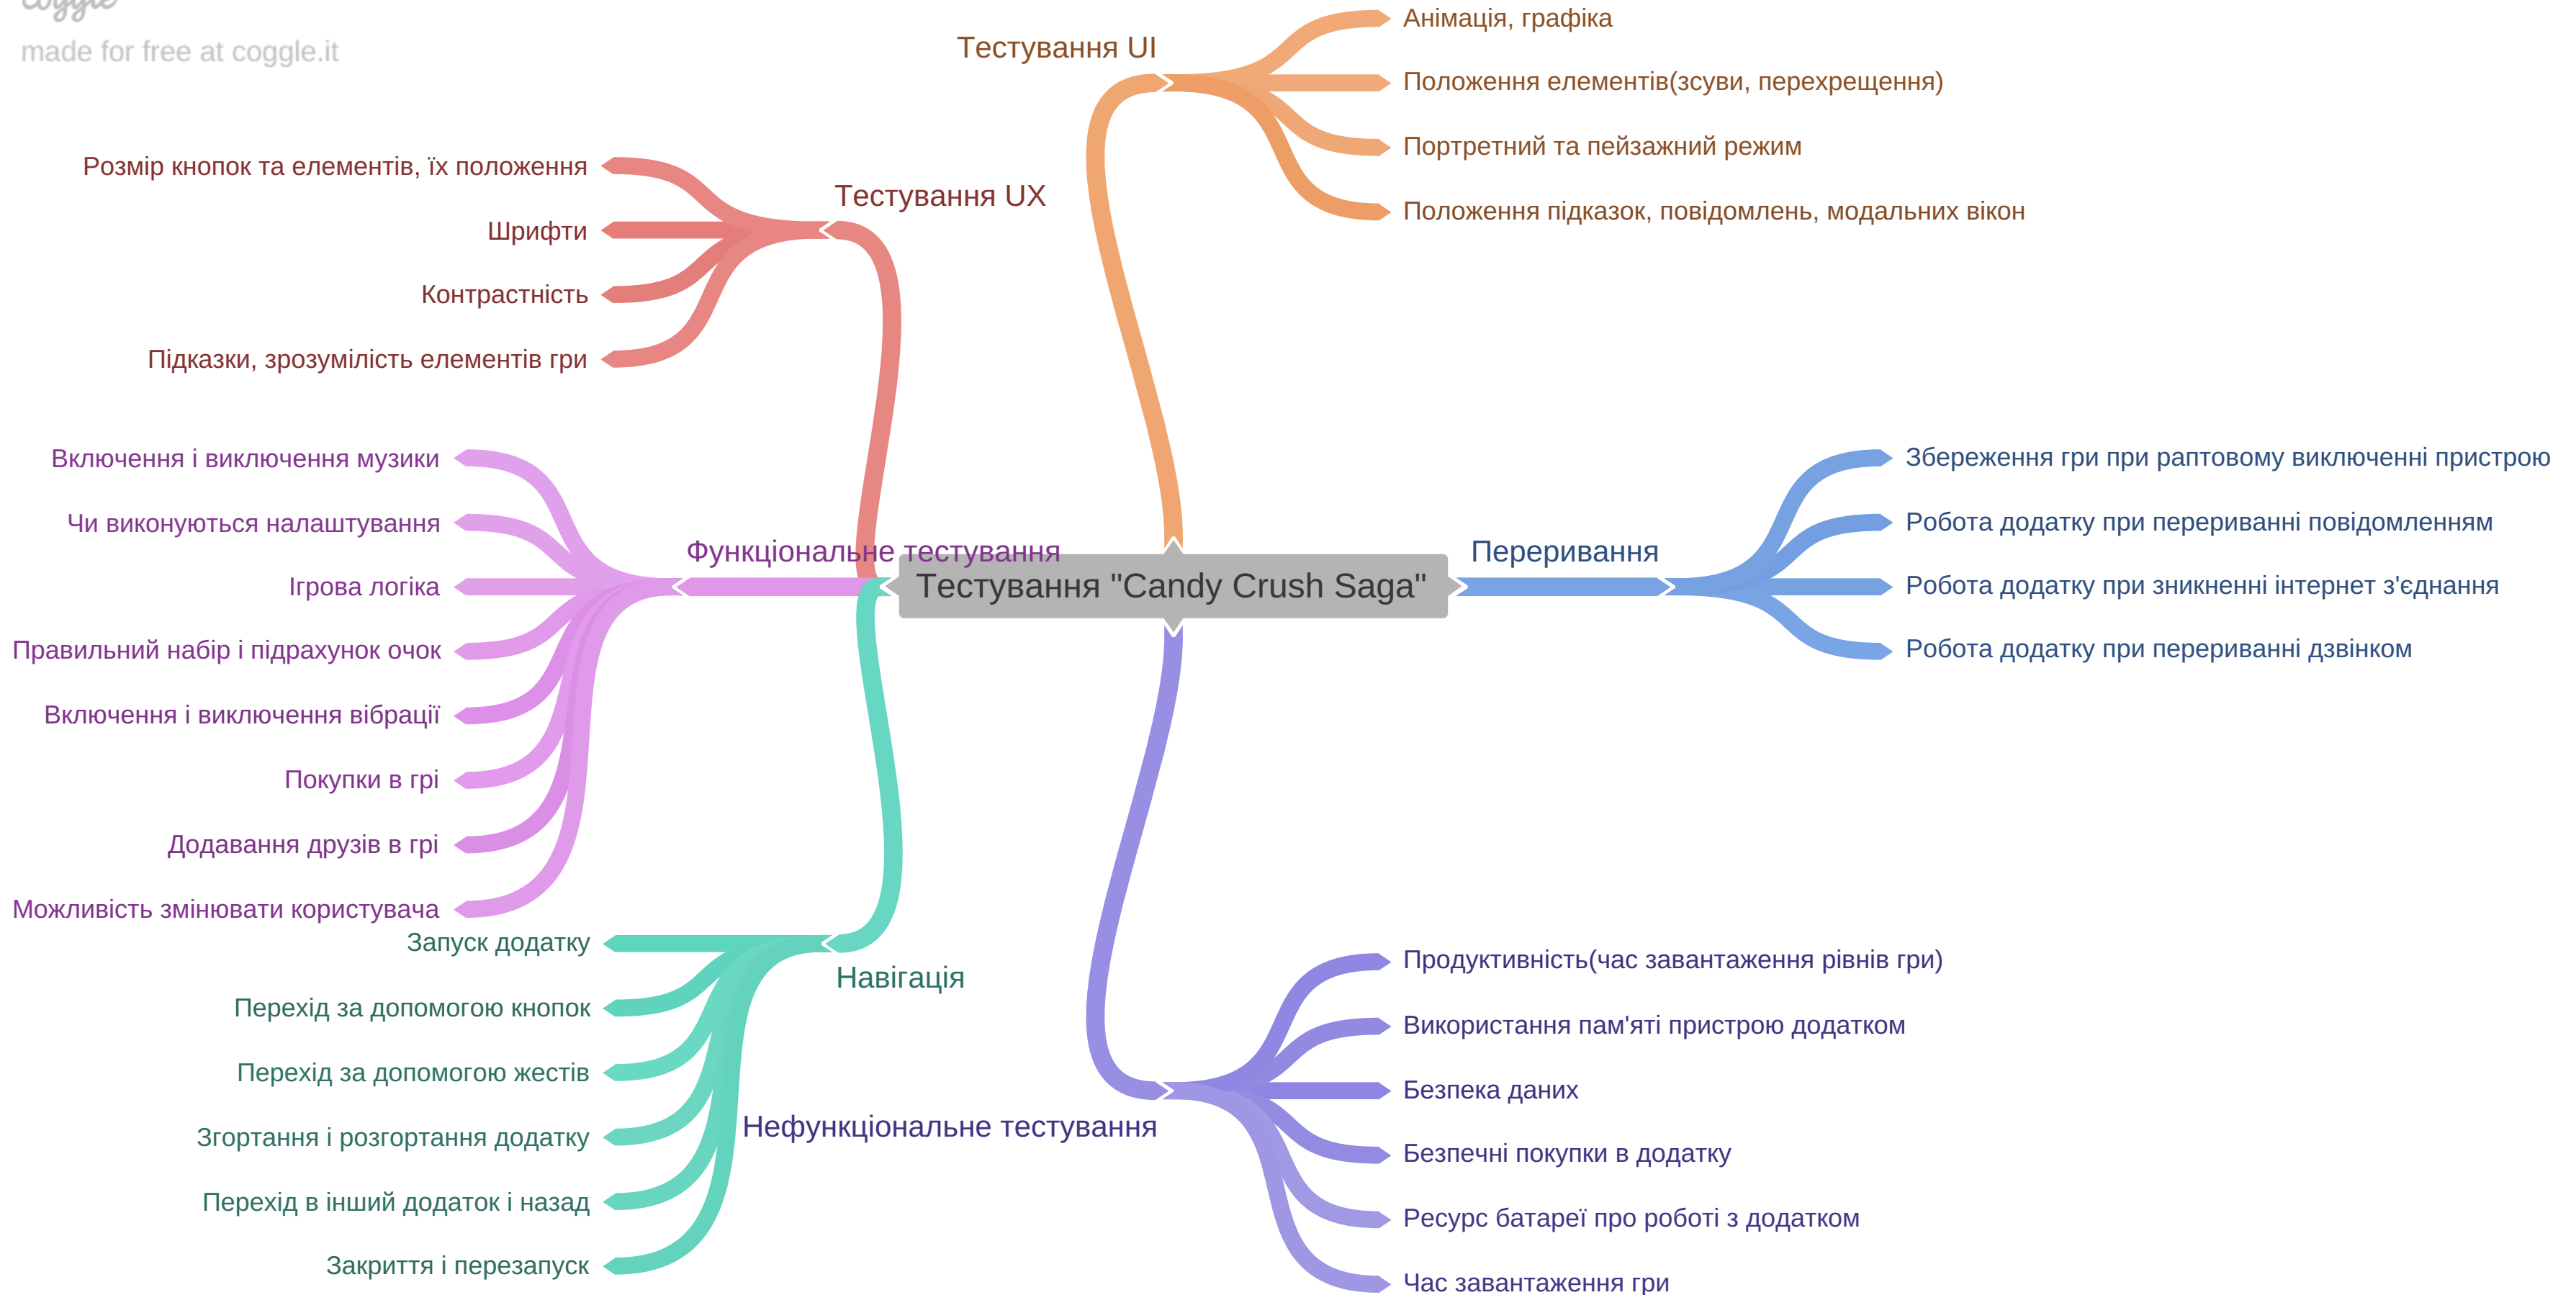 coggle
made for free at coggle.it
Тестування UI
Анімація, графіка
Положення елементів(зсуви, перехрещення)
Портретний та пейзажний режим
Положення підказок, повідомлень, модальних вікон
Тестування UX
Розмір кнопок та елементів, їх положення
Шрифти
Контрастність
Підказки, зрозумілість елементів гри
Функціональне тестування
Включення і виключення музики
Чи виконуються налаштування
Ігрова логіка
Правильний набір і підрахунок очок
Включення і виключення вібрації
Покупки в грі
Додавання друзів в грі
Можливість змінювати користувача
Тестування "Candy Crush Saga"
Переривання
Збереження гри при раптовому виключенні пристрою
Робота додатку при перериванні повідомленням
Робота додатку при зникненні інтернет з'єднання
Робота додатку при перериванні дзвінком
Навігація
Запуск додатку
Перехід за допомогою кнопок
Перехід за допомогою жестів
Згортання і розгортання додатку
Перехід в інший додаток і назад
Закриття і перезапуск
Нефункціональне тестування
Продуктивність(час завантаження рівнів гри)
Використання пам'яті пристрою додатком
Безпека даних
Безпечні покупки в додатку
Ресурс батареї про роботі з додатком
Час завантаження гри